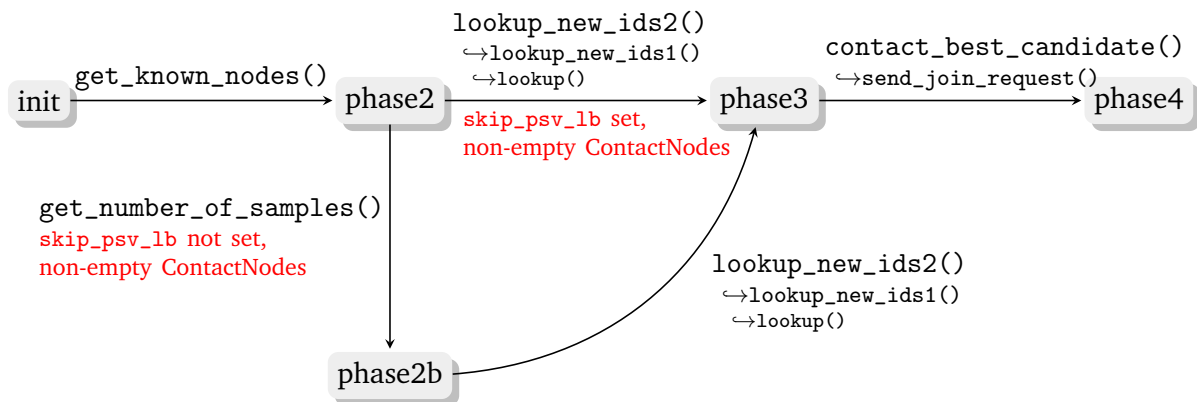 lookup_new_ids2()
↪lookup_new_ids1()
↪lookup()
contact_best_candidate()
↪send_join_request()
get_known_nodes()
init
phase2
phase3
phase4
skip_psv_lb set,
non-empty ContactNodes
get_number_of_samples()
skip_psv_lb not set,
non-empty ContactNodes
lookup_new_ids2()
↪lookup_new_ids1()
↪lookup()
phase2b